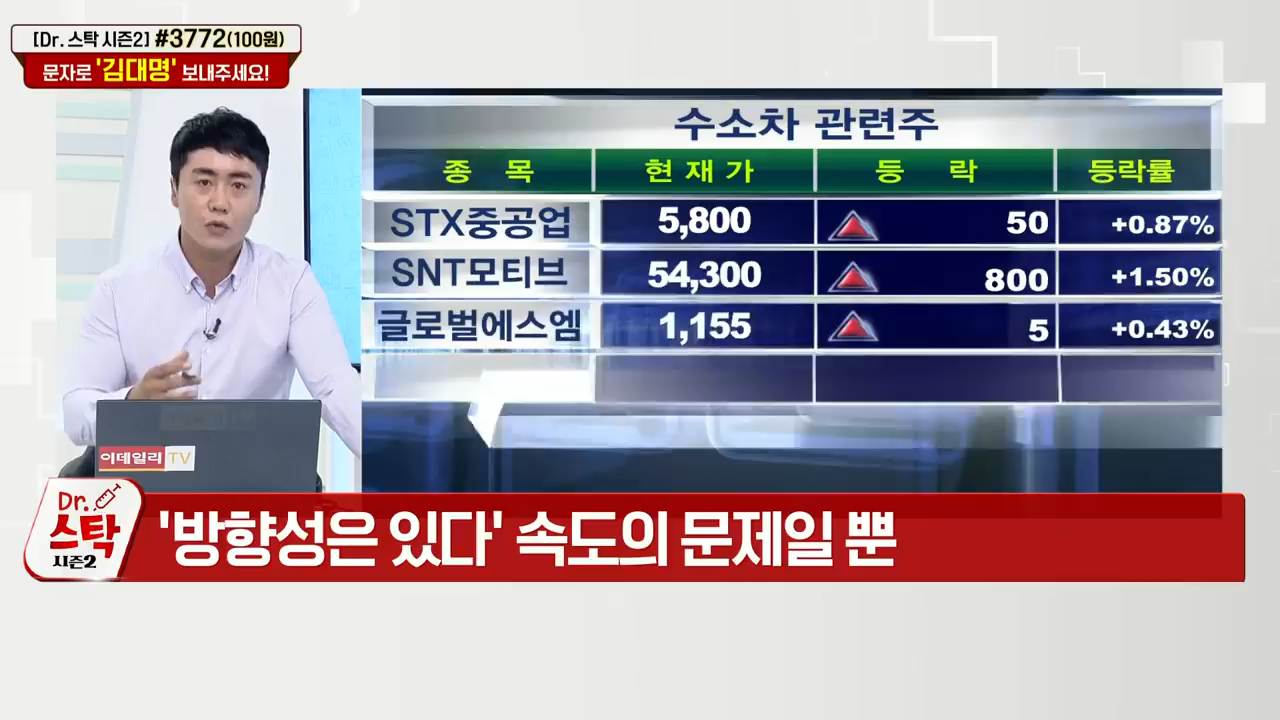 [Dr. 스탁 시즌2] #3772(100원)
문자로 '김대명' 보내주세요!
수소차 관련주
종 목 현 재 가 등 락 등락률
STX중공업 5,800 50 +0.87%
SNT모티브 54,300 800 +1.50%
글로벌에스엠 1,155 5 +0.43%
이데일리 TV
Dr.
스탁
시즌2
'방향성은 있다' 속도의 문제일 뿐